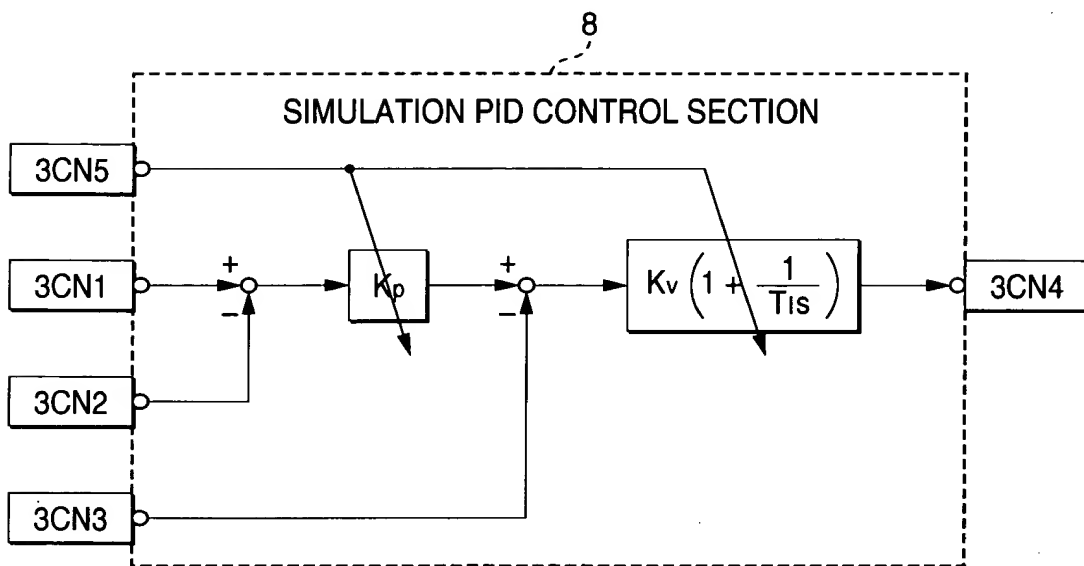 8
SIMULATION PID CONTROL SECTION
3CN5
3CN1
+
−
Kp
+
−
Kv ( 1 + 1 / TIS )
3CN4
3CN2
3CN3